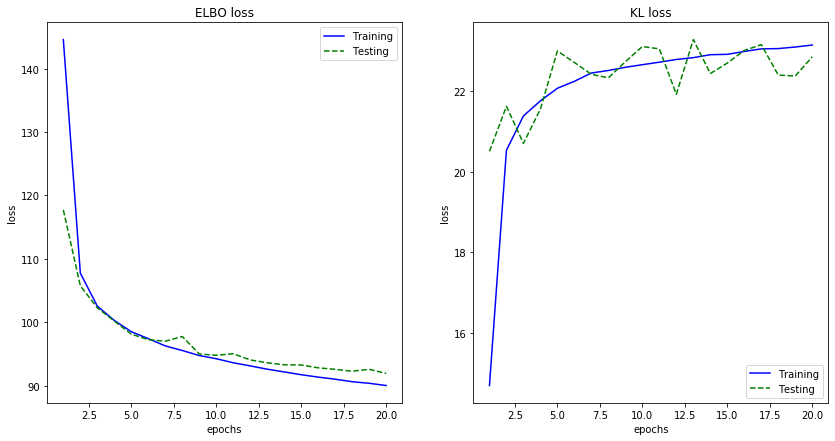 ELBO loss
Training
Testing
loss
140
130
120
110
100
90
2.5 5.0 7.5 10.0 12.5 15.0 17.5 20.0
epochs
KL loss
loss
22
20
18
16
Training
Testing
2.5 5.0 7.5 10.0 12.5 15.0 17.5 20.0
epochs